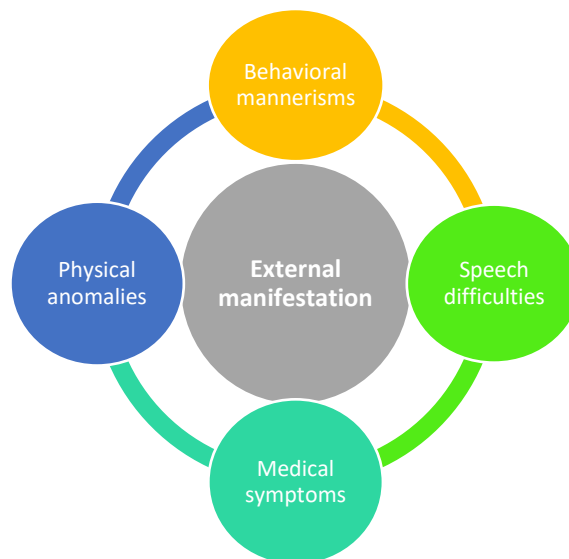 Behavioral
mannerisms
Physical
anomalies
External
manifestation
Speech
difficulties
Medical
symptoms